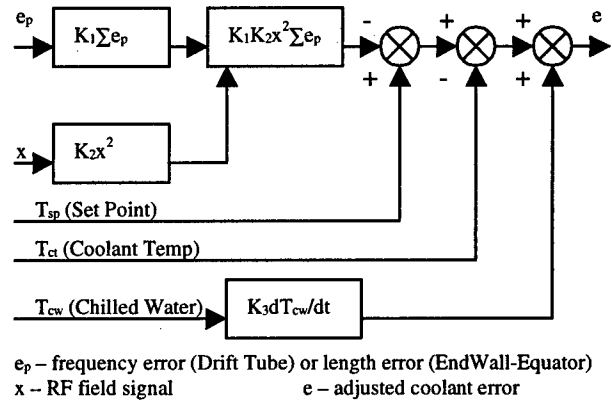 eₚ
K₁∑eₚ
K₁K₂x²∑eₚ
- + + e
+ - +
x
K₂x²
Tsp (Set Point)
Tct (Coolant Temp)
Tcw (Chilled Water)
K₃dTcw/dt
eₚ – frequency error (Drift Tube) or length error (EndWall-Equator)
x – RF field signal e – adjusted coolant error